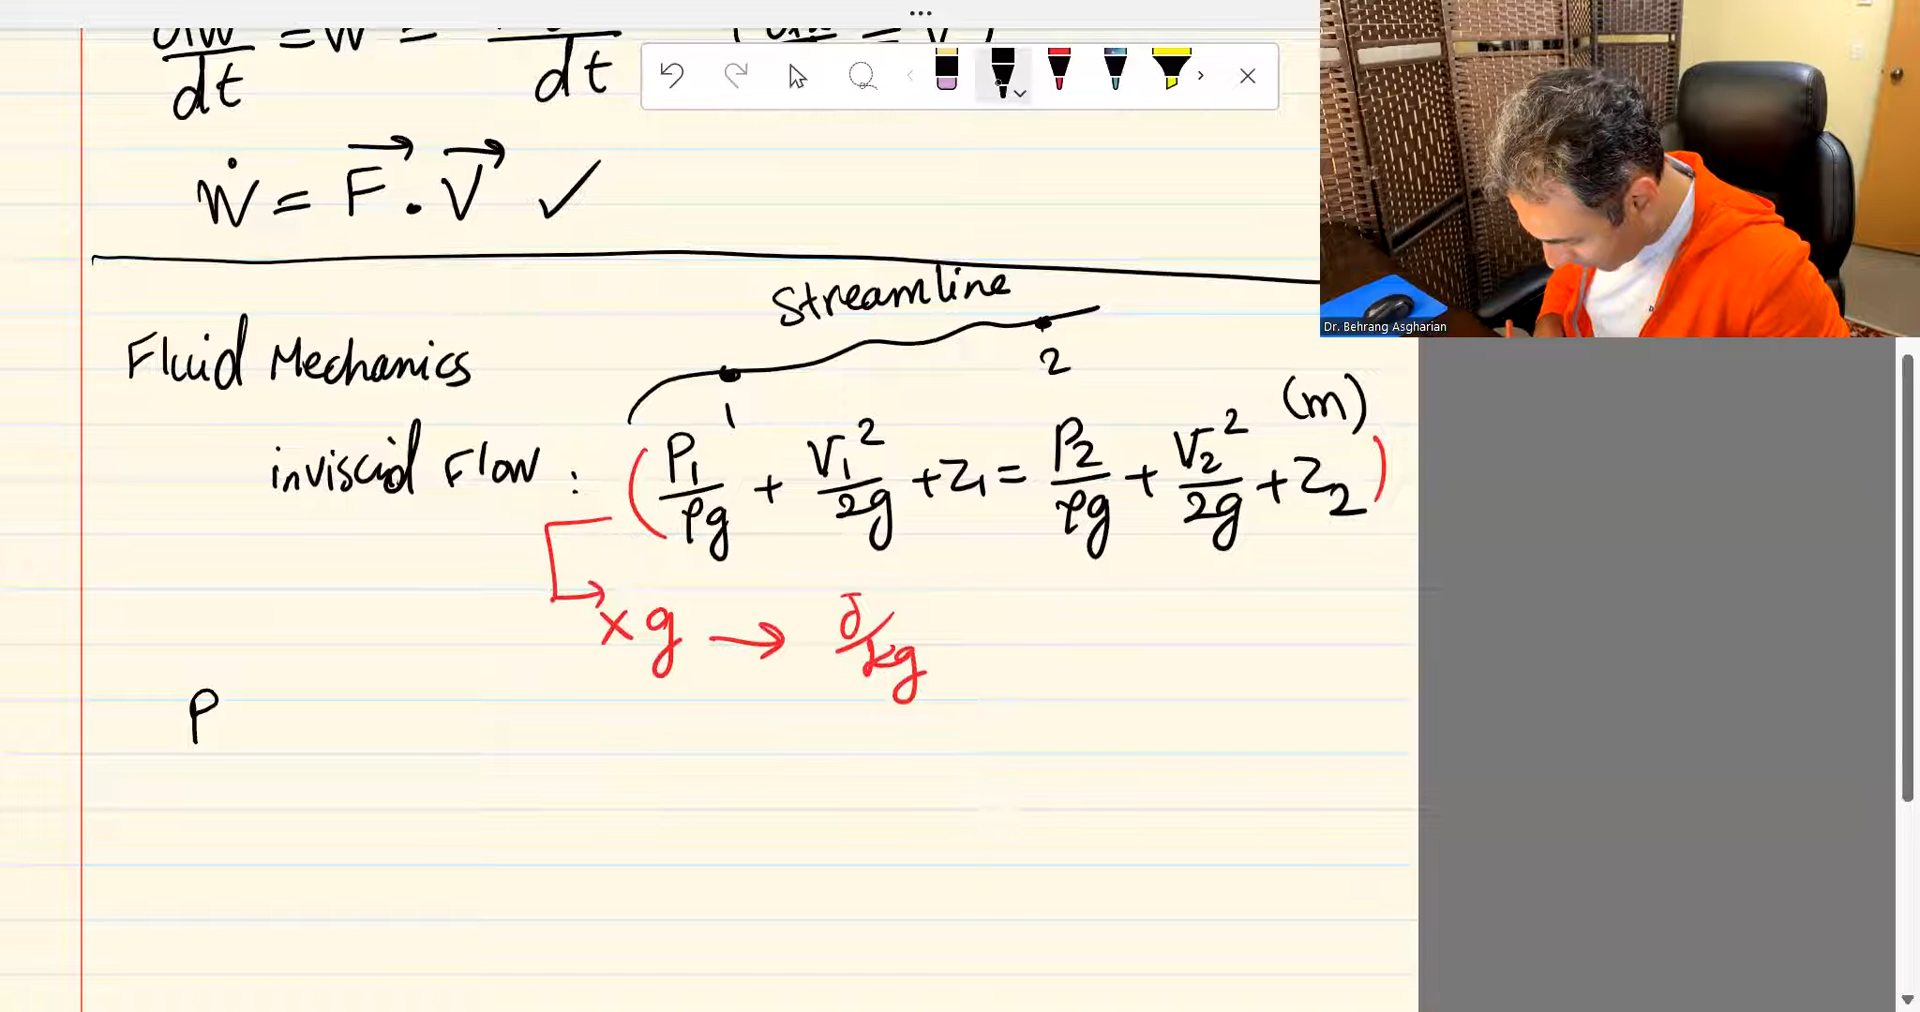 dW/dt = Ẇ = /dt
Ẇ = F⃗ . V⃗ ✓
Streamline
Fluid Mechanics
1 2
inviscid Flow : (P₁/ρg + V₁²/2g + Z₁ = P₂/ρg + V₂²/2g + Z₂) (m)
× g → J/kg
P
Dr. Behrang Asgharian